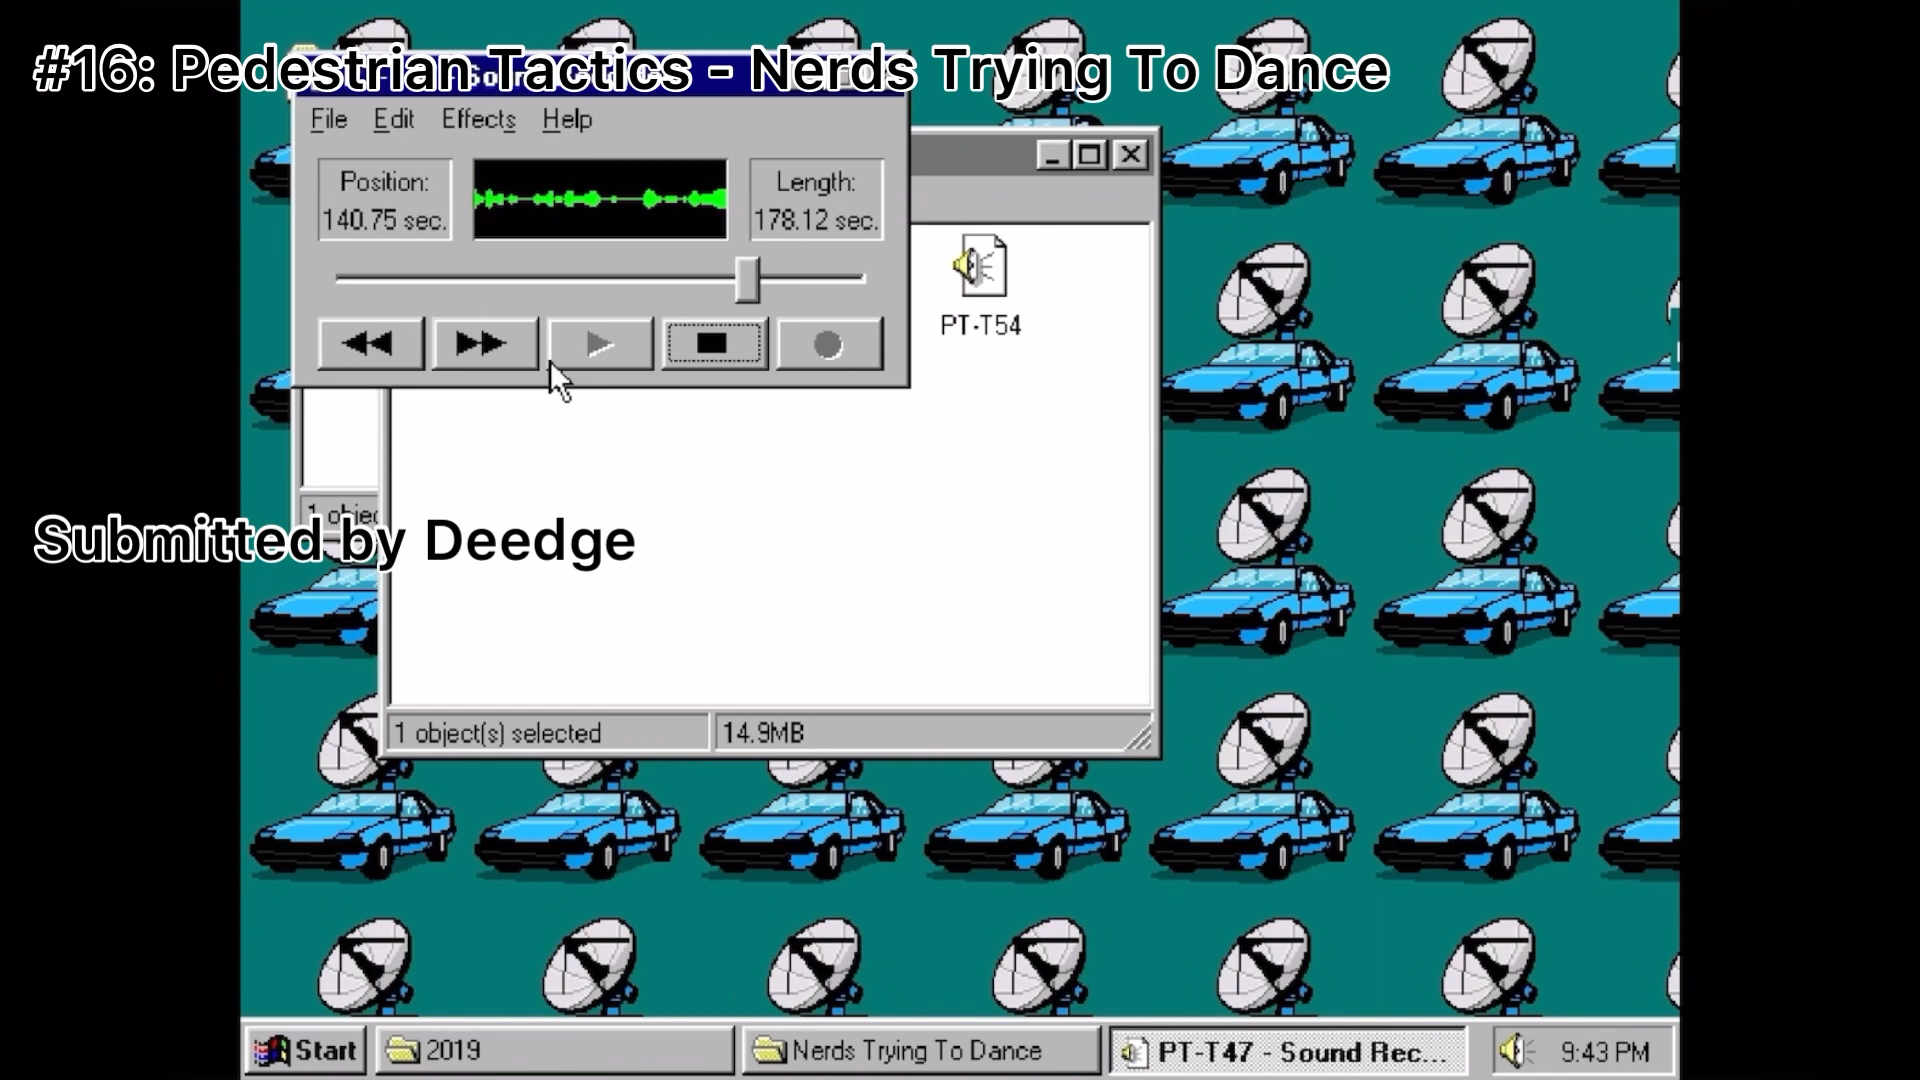 #16: Pedestrian Tactics - Nerds Trying To Dance
File Edit Effects Help
Position:
140.75 sec.
Length:
178.12 sec.
PT-T54
1 objec
Submitted by Deedge
1 object(s) selected
14.9MB
Start
2019
Nerds Trying To Dance
PT-T47 - Sound Rec...
9:43 PM